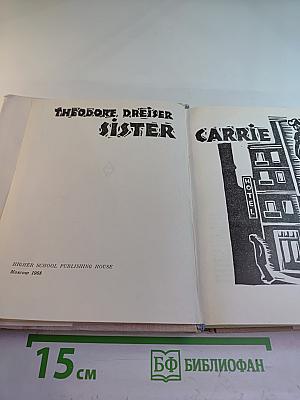 THEODORE DREISER
SISTER CARRIE
HOTEL
HIGHER SCHOOL PUBLISHING HOUSE
Moscow 1968
15 см
БФ БИБЛИОФАН